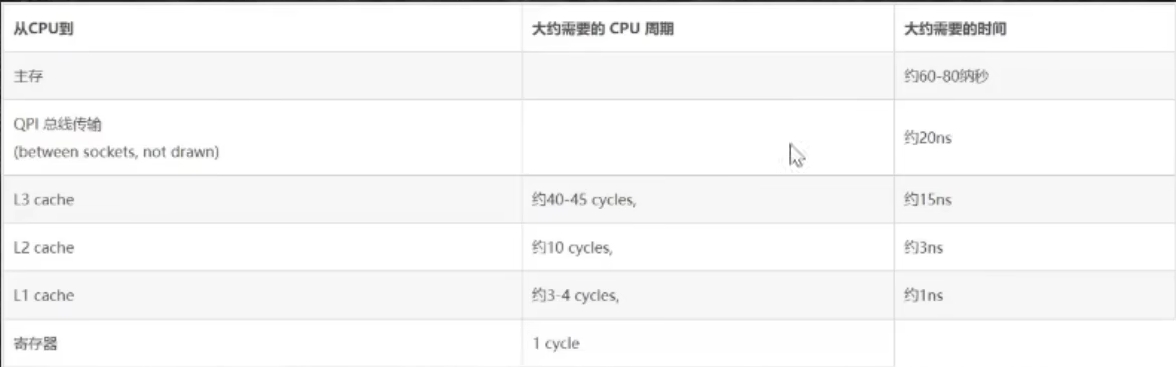 从CPU到 大约需要的 CPU 周期 大约需要的时间
主存 约60-80纳秒
QPI 总线传输
(between sockets, not drawn) 约20ns
L3 cache 约40-45 cycles, 约15ns
L2 cache 约10 cycles, 约3ns
L1 cache 约3-4 cycles, 约1ns
寄存器 1 cycle